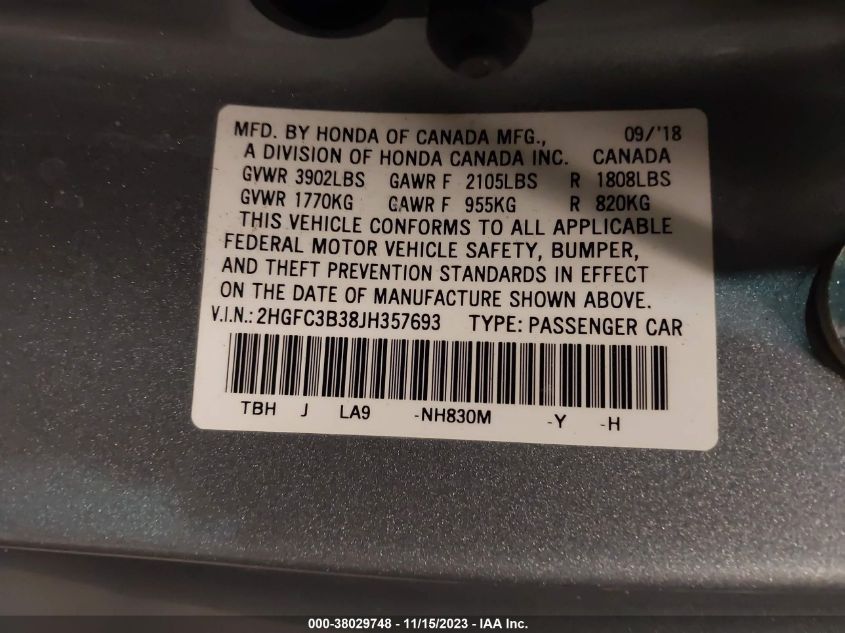 MFD. BY HONDA OF CANADA MFG., 09/'18
A DIVISION OF HONDA CANADA INC. CANADA
GVWR 3902LBS GAWR F 2105LBS R 1808LBS
GVWR 1770KG GAWR F 955KG R 820KG
THIS VEHICLE CONFORMS TO ALL APPLICABLE
FEDERAL MOTOR VEHICLE SAFETY, BUMPER,
AND THEFT PREVENTION STANDARDS IN EFFECT
ON THE DATE OF MANUFACTURE SHOWN ABOVE.
V.I.N.: 2HGFC3B38JH357693 TYPE: PASSENGER CAR
TBH J LA9 -NH830M -Y -H
000-38029748 - 11/15/2023 - IAA Inc.